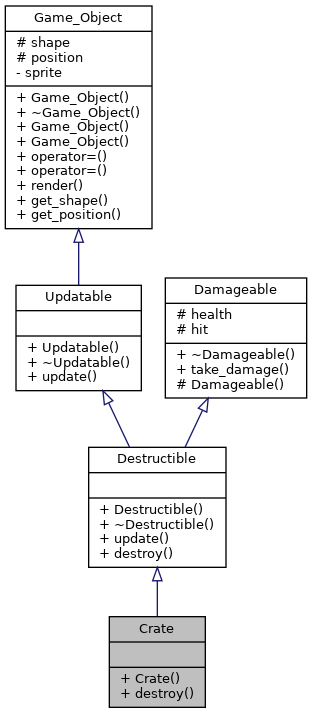 Game_Object
# shape
# position
- sprite
+ Game_Object()
+ ~Game_Object()
+ Game_Object()
+ Game_Object()
+ operator=()
+ operator=()
+ render()
+ get_shape()
+ get_position()
Updatable
+ Updatable()
+ ~Updatable()
+ update()
Damageable
# health
# hit
+ ~Damageable()
+ take_damage()
# Damageable()
Destructible
+ Destructible()
+ ~Destructible()
+ update()
+ destroy()
Crate
+ Crate()
+ destroy()